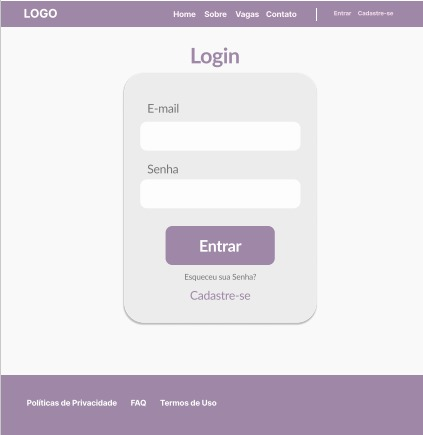 LOGO Home Sobre Vagas Contato Entrar Cadastre-se
Login
E-mail
Senha
Entrar
Esqueceu sua Senha?
Cadastre-se
Políticas de Privacidade FAQ Termos de Uso